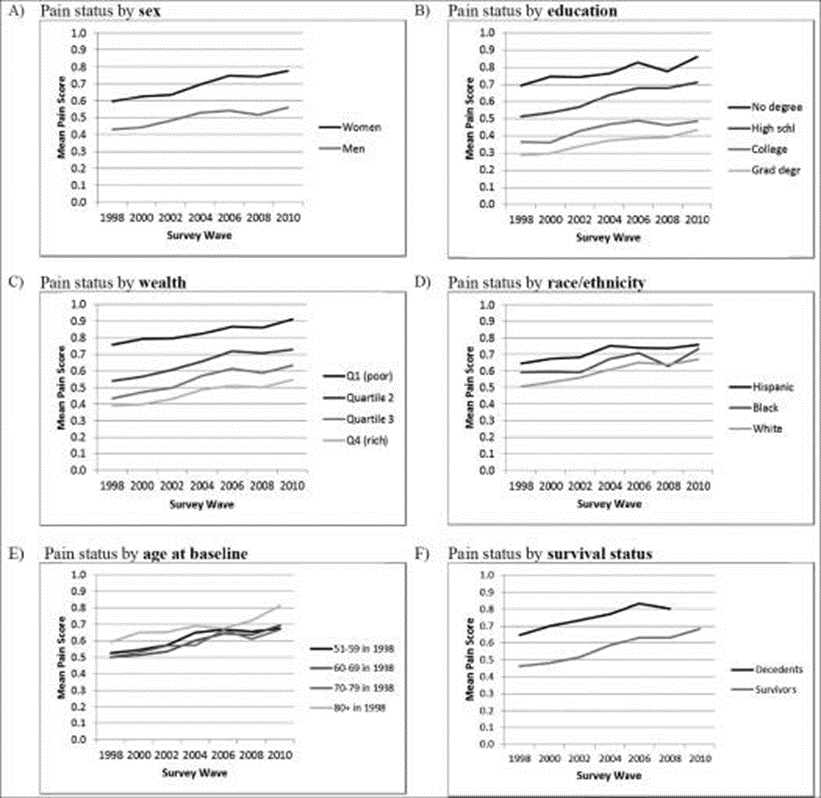 A) Pain status by sex
1.0
0.9
0.8
0.7
0.6
0.5
0.4
0.3
0.2
0.1
0.0
Mean Pain Score
1998 2000 2002 2004 2006 2008 2010
Survey Wave
Women
Men
B) Pain status by education
1.0
0.9
0.8
0.7
0.6
0.5
0.4
0.3
0.2
0.1
0.0
Mean Pain Score
1998 2000 2002 2004 2006 2008 2010
Survey Wave
No degree
High schl
College
Grad degr
C) Pain status by wealth
1.0
0.9
0.8
0.7
0.6
0.5
0.4
0.3
0.2
0.1
0.0
Mean Pain Score
1998 2000 2002 2004 2006 2008 2010
Survey Wave
Q1 (poor)
Quartile 2
Quartile 3
Q4 (rich)
D) Pain status by race/ethnicity
1.0
0.9
0.8
0.7
0.6
0.5
0.4
0.3
0.2
0.1
0.0
Mean Pain Score
1998 2000 2002 2004 2006 2008 2010
Survey Wave
Hispanic
Black
White
E) Pain status by age at baseline
1.0
0.9
0.8
0.7
0.6
0.5
0.4
0.3
0.2
0.1
0.0
Mean Pain Score
1998 2000 2002 2004 2006 2008 2010
Survey Wave
51-59 in 1998
60-69 in 1998
70-79 in 1998
80+ in 1998
F) Pain status by survival status
1.0
0.9
0.8
0.7
0.6
0.5
0.4
0.3
0.2
0.1
0.0
Mean Pain Score
1998 2000 2002 2004 2006 2008 2010
Survey Wave
Decedents
Survivors